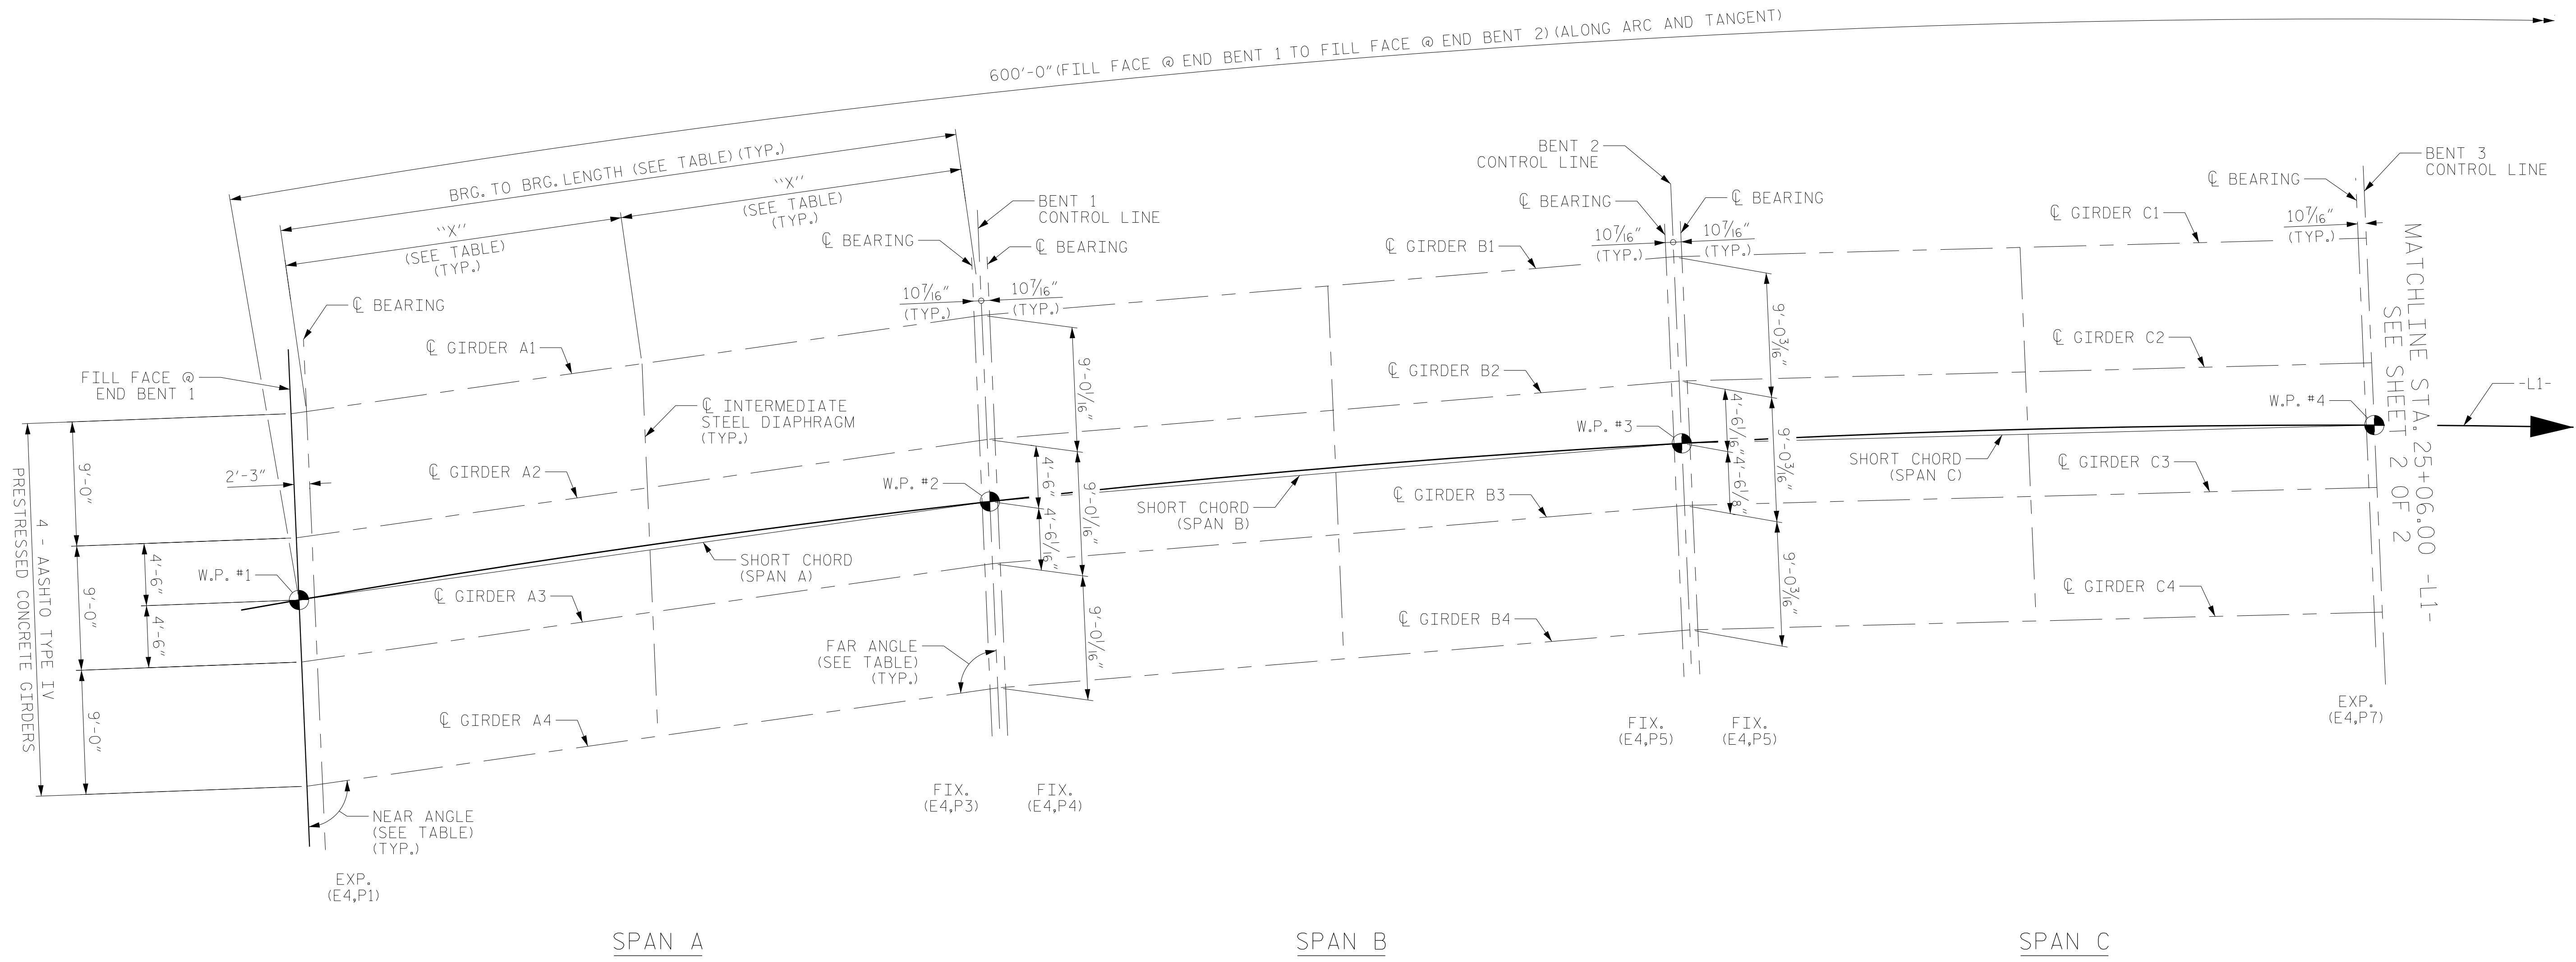 600'-0" (FILL FACE @ END BENT 1 TO FILL FACE @ END BENT 2) (ALONG ARC AND TANGENT)
BRG. TO BRG. LENGTH (SEE TABLE) (TYP.)
"X"
(SEE TABLE)
(TYP.)
"X"
(SEE TABLE)
(TYP.)
BENT 1
CONTROL LINE
℄ BEARING
℄ BEARING
10 7/16"
(TYP.)
10 7/16"
(TYP.)
℄ BEARING
FILL FACE @
END BENT 1
℄ GIRDER A1
℄ INTERMEDIATE
STEEL DIAPHRAGM
(TYP.)
℄ GIRDER A2
2'-3"
W.P. #1
W.P. #2
SHORT CHORD
(SPAN A)
℄ GIRDER A3
℄ GIRDER A4
4 - AASHTO TYPE IV
PRESTRESSED CONCRETE GIRDERS
9'-0"
9'-0"
9'-0"
4'-6"
4'-6"
NEAR ANGLE
(SEE TABLE)
(TYP.)
FAR ANGLE
(SEE TABLE)
(TYP.)
EXP.
(E4,P1)
FIX.
(E4,P3)
FIX.
(E4,P4)
9'-0 1/16"
9'-0 1/16"
9'-0 1/16"
4'-6"
4'-6 1/16"
SPAN A
BENT 2
CONTROL LINE
℄ BEARING
℄ BEARING
10 7/16"
(TYP.)
10 7/16"
(TYP.)
℄ GIRDER B1
℄ GIRDER B2
W.P. #3
SHORT CHORD
(SPAN B)
℄ GIRDER B3
℄ GIRDER B4
9'-0 3/16"
9'-0 3/16"
9'-0 3/16"
4'-6 1/16"
4'-6 1/8"
FIX.
(E4,P5)
FIX.
(E4,P5)
SPAN B
BENT 3
CONTROL LINE
℄ BEARING
10 7/16"
(TYP.)
℄ GIRDER C1
℄ GIRDER C2
W.P. #4
-L1-
SHORT CHORD
(SPAN C)
℄ GIRDER C3
℄ GIRDER C4
MATCHLINE STA. 25+06.00 -L1-
SEE SHEET 2 OF 2
EXP.
(E4,P7)
SPAN C